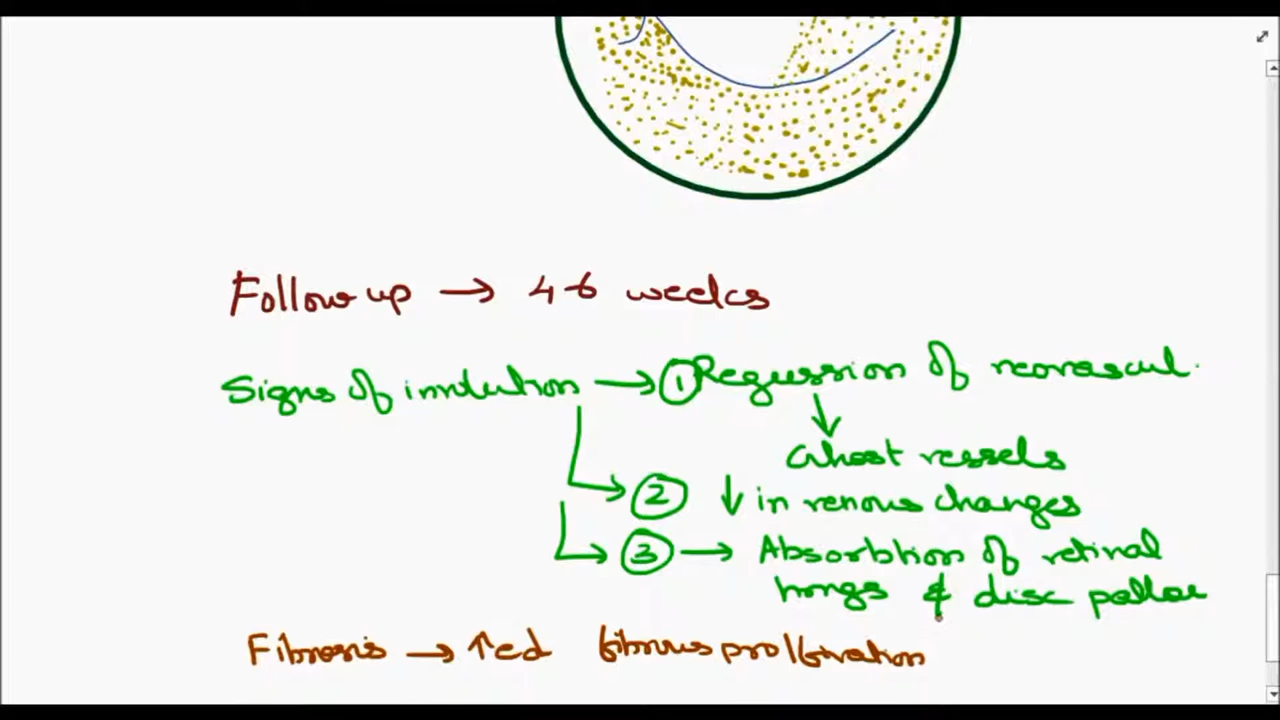 Follow up → 4-6 weeks
Signs of involution → ① Regression of neovascul.
↓
Ghost vessels
→ ② ↓ in venous changes
→ ③ → Absorbtion of retinal
hmgs & disc pallor
Fibrosis → ↑ed fibrous proliferation